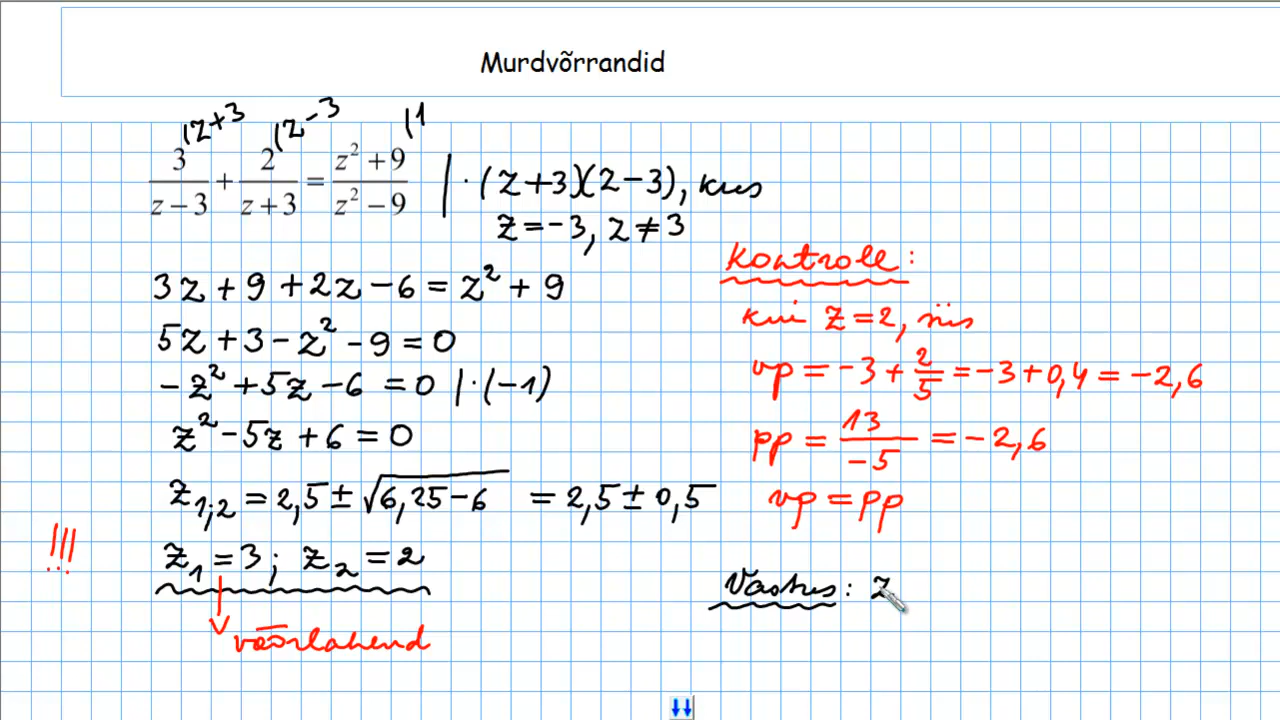 Murdvõrrandid
3 (z+3 / z-3 + 2 (z-3 / z+3 = z² + 9 (1 / z² - 9 | · (z+3)(z-3), kus
z = -3, z ≠ 3
3z + 9 + 2z - 6 = z² + 9
5z + 3 - z² - 9 = 0
-z² + 5z - 6 = 0 | · (-1)
z² - 5z + 6 = 0
z₁;₂ = 2,5 ± √(6,25-6) = 2,5 ± 0,5
!!! z₁ = 3; z₂ = 2
võõrlahend
Kontroll:
kui z = 2, siis
vp = -3 + 2/5 = -3 + 0,4 = -2,6
pp = 13/-5 = -2,6
vp = pp
Vastus: z